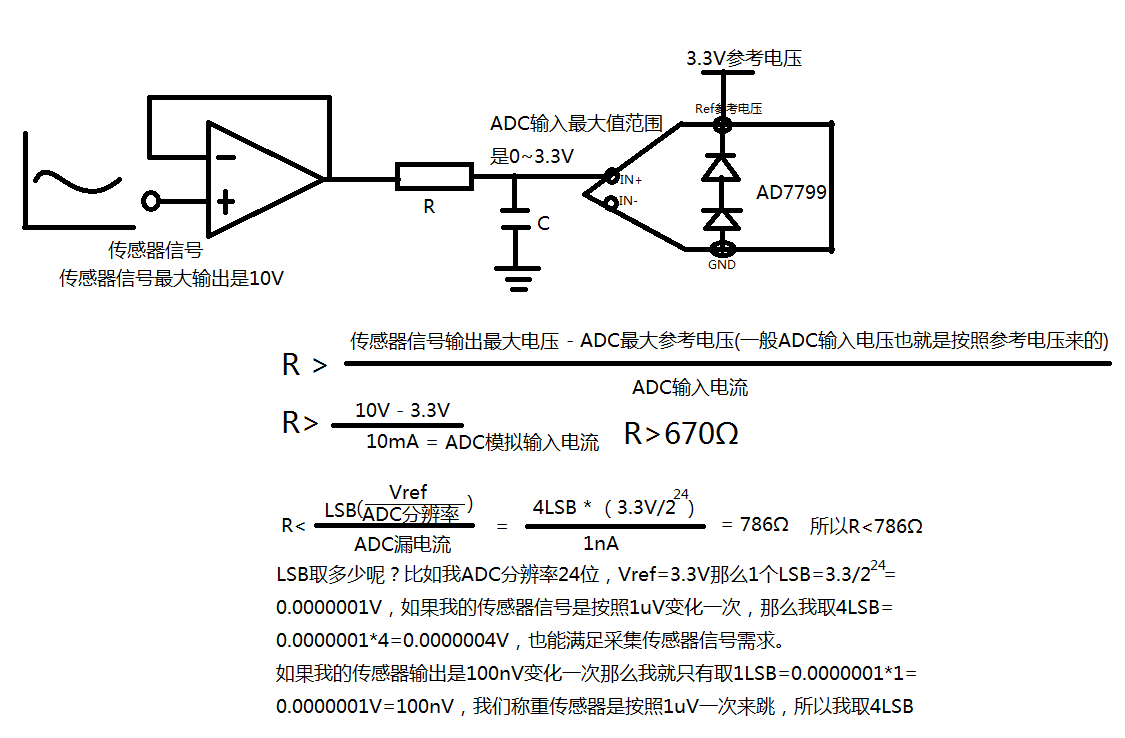 3.3V参考电压
Ref参考电压
ADC输入最大值范围
是0~3.3V
IN+
IN-
AD7799
R
C
GND
传感器信号
传感器信号最大输出是10V
R > 传感器信号输出最大电压 - ADC最大参考电压(一般ADC输入电压也就是按照参考电压来的)
ADC输入电流
R> 10V - 3.3V
10mA = ADC模拟输入电流 R>670Ω
R< LSB(Vref
ADC分辨率)
ADC漏电流
= 4LSB * (3.3V/2^24)
1nA
= 786Ω 所以R<786Ω
LSB取多少呢？比如我ADC分辨率24位，Vref=3.3V那么1个LSB=3.3/2^24=
0.0000001V，如果我的传感器信号是按照1uV变化一次，那么我取4LSB=
0.0000001*4=0.0000004V，也能满足采集传感器信号需求。
如果我的传感器输出是100nV变化一次那么我就只有取1LSB=0.0000001*1=
0.0000001V=100nV，我们称重传感器是按照1uV一次来跳，所以我取4LSB